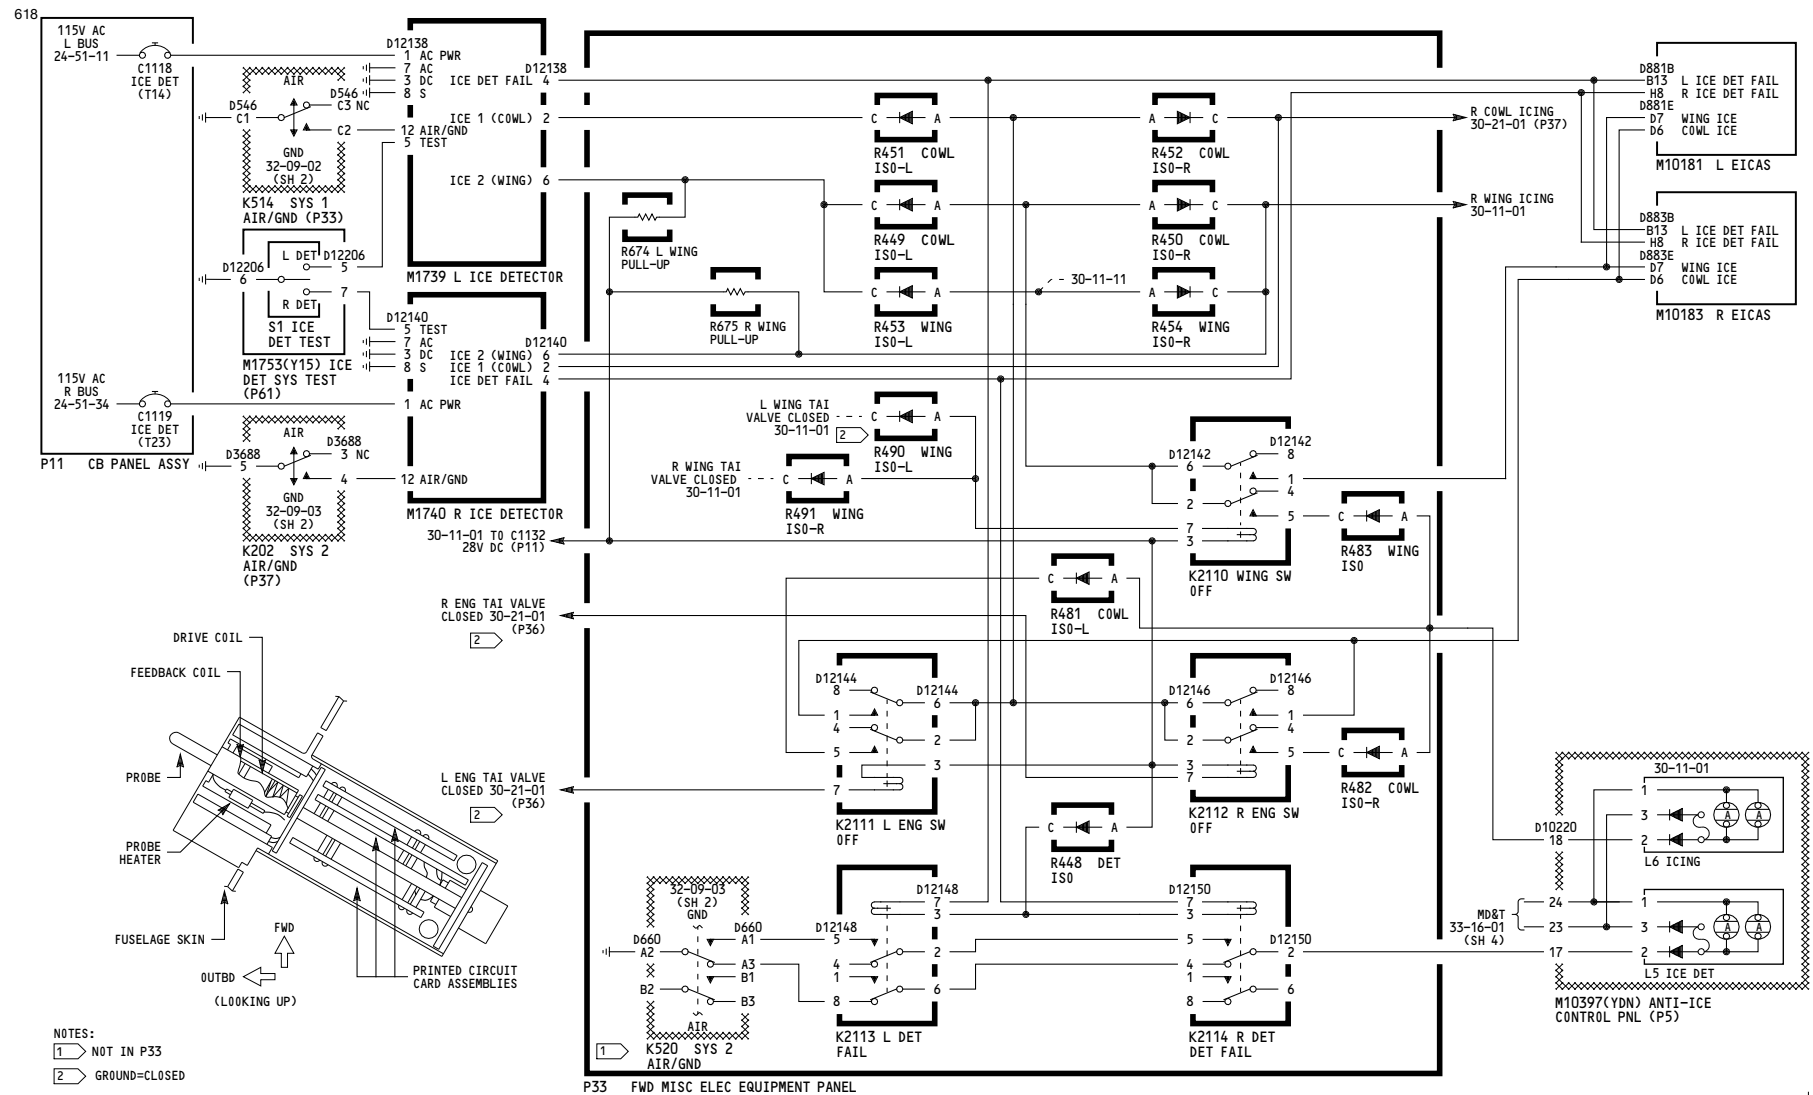 618
115V AC
L BUS
24-51-11
C1118
ICE DET
(T14)
115V AC
R BUS
24-51-34
C1119
ICE DET
(T23)
P11 CB PANEL ASSY
AIR
D546
C1
D546
C3 NC
C2
GND
32-09-02
(SH 2)
K514 SYS 1
AIR/GND (P33)
L DET
D12206
5
D12206
6
7
R DET
S1 ICE
DET TEST
M1753(Y15) ICE
DET SYS TEST
(P61)
AIR
D3688
3 NC
D3688
5
4
GND
32-09-03
(SH 2)
K202 SYS 2
AIR/GND
(P37)
D12138
1 AC PWR
7 AC
3 DC
8 S
12 AIR/GND
5 TEST
D12138
ICE DET FAIL 4
ICE 1 (COWL) 2
ICE 2 (WING) 6
M1739 L ICE DETECTOR
D12140
5 TEST
7 AC
3 DC
8 S
1 AC PWR
12 AIR/GND
D12140
ICE 2 (WING) 6
ICE 1 (COWL) 2
ICE DET FAIL 4
M1740 R ICE DETECTOR
30-11-01 TO C1132
28V DC (P11)
R ENG TAI VALVE
CLOSED 30-21-01
(P36)
2
L ENG TAI VALVE
CLOSED 30-21-01
(P36)
2
R674 L WING
PULL-UP
R675 R WING
PULL-UP
C A
R451 COWL
ISO-L
A C
R452 COWL
ISO-R
C A
R449 COWL
ISO-L
A C
R450 COWL
ISO-R
C A
R453 WING
ISO-L
30-11-11
A C
R454 WING
ISO-R
L WING TAI
VALVE CLOSED
30-11-01
2
C A
R490 WING
ISO-L
R WING TAI
VALVE CLOSED
30-11-01
C A
R491 WING
ISO-R
D12142
6
2
7
3
D12142
8
1
4
5
K2110 WING SW
OFF
C A
R483 WING
ISO
C A
R481 COWL
ISO-L
D12144
8
1
4
5
7
D12144
6
2
3
K2111 L ENG SW
OFF
D12146
6
2
3
7
D12146
8
1
4
5
K2112 R ENG SW
OFF
C A
R482 COWL
ISO-R
C A
R448 DET
ISO
32-09-03
(SH 2)
GND
D660
A2
B2
D660
A1
A3
B1
B3
AIR
1
K520 SYS 2
AIR/GND
D12148
5
4
1
8
D12148
7
3
2
6
K2113 L DET
FAIL
D12150
7
3
5
4
1
8
D12150
2
6
K2114 R DET
DET FAIL
P33 FWD MISC ELEC EQUIPMENT PANEL
R COWL ICING
30-21-01 (P37)
R WING ICING
30-11-01
D881B
B13 L ICE DET FAIL
H8 R ICE DET FAIL
D881E
D7 WING ICE
D6 COWL ICE
M10181 L EICAS
D883B
B13 L ICE DET FAIL
H8 R ICE DET FAIL
D883E
D7 WING ICE
D6 COWL ICE
M10183 R EICAS
30-11-01
1
3
2
A A
L6 ICING
D10220
18
24
23
17
MD&T
33-16-01
(SH 4)
1
3
2
A A
L5 ICE DET
M10397(YDN) ANTI-ICE
CONTROL PNL (P5)
DRIVE COIL
FEEDBACK COIL
PROBE
PROBE
HEATER
FUSELAGE SKIN
FWD
OUTBD
(LOOKING UP)
PRINTED CIRCUIT
CARD ASSEMBLIES
NOTES:
1 NOT IN P33
2 GROUND=CLOSED